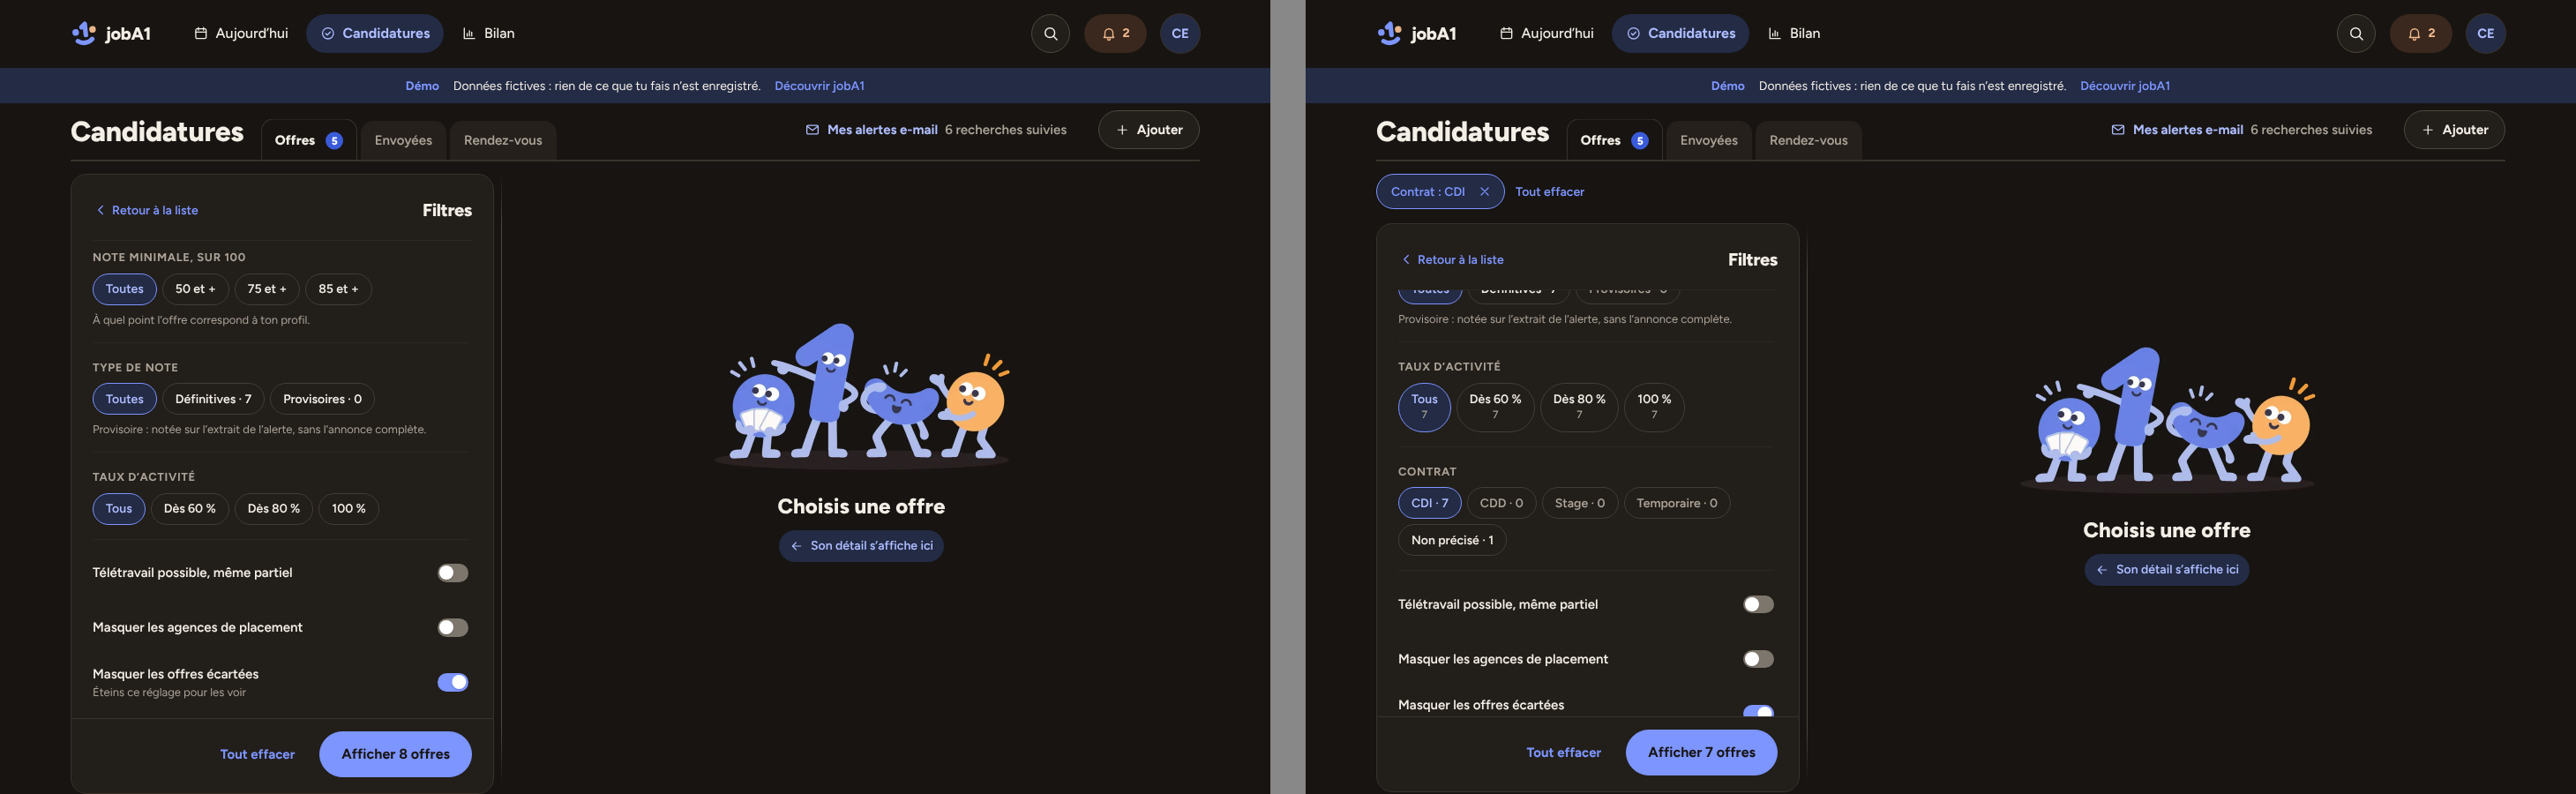 jobA1
Aujourd'hui
Candidatures
Bilan
2
CE
Démo Données fictives : rien de ce que tu fais n'est enregistré. Découvrir jobA1
Candidatures
Offres 5
Envoyées
Rendez-vous
Mes alertes e-mail 6 recherches suivies
+ Ajouter
Retour à la liste
Filtres
NOTE MINIMALE, SUR 100
Toutes
50 et +
75 et +
85 et +
À quel point l'offre correspond à ton profil.
TYPE DE NOTE
Toutes
Définitives · 7
Provisoires · 0
Provisoire : notée sur l'extrait de l'alerte, sans l'annonce complète.
TAUX D'ACTIVITÉ
Tous
Dès 60 %
Dès 80 %
100 %
Télétravail possible, même partiel
Masquer les agences de placement
Masquer les offres écartées
Éteins ce réglage pour les voir
Tout effacer
Afficher 8 offres
Choisis une offre
← Son détail s'affiche ici
jobA1
Aujourd'hui
Candidatures
Bilan
2
CE
Démo Données fictives : rien de ce que tu fais n'est enregistré. Découvrir jobA1
Candidatures
Offres 5
Envoyées
Rendez-vous
Mes alertes e-mail 6 recherches suivies
+ Ajouter
Contrat : CDI ×
Tout effacer
Retour à la liste
Filtres
Toutes
Définitives · 7
Provisoires · 0
Provisoire : notée sur l'extrait de l'alerte, sans l'annonce complète.
TAUX D'ACTIVITÉ
Tous
7
Dès 60 %
7
Dès 80 %
7
100 %
7
CONTRAT
CDI · 7
CDD · 0
Stage · 0
Temporaire · 0
Non précisé · 1
Télétravail possible, même partiel
Masquer les agences de placement
Masquer les offres écartées
Tout effacer
Afficher 7 offres
Choisis une offre
← Son détail s'affiche ici